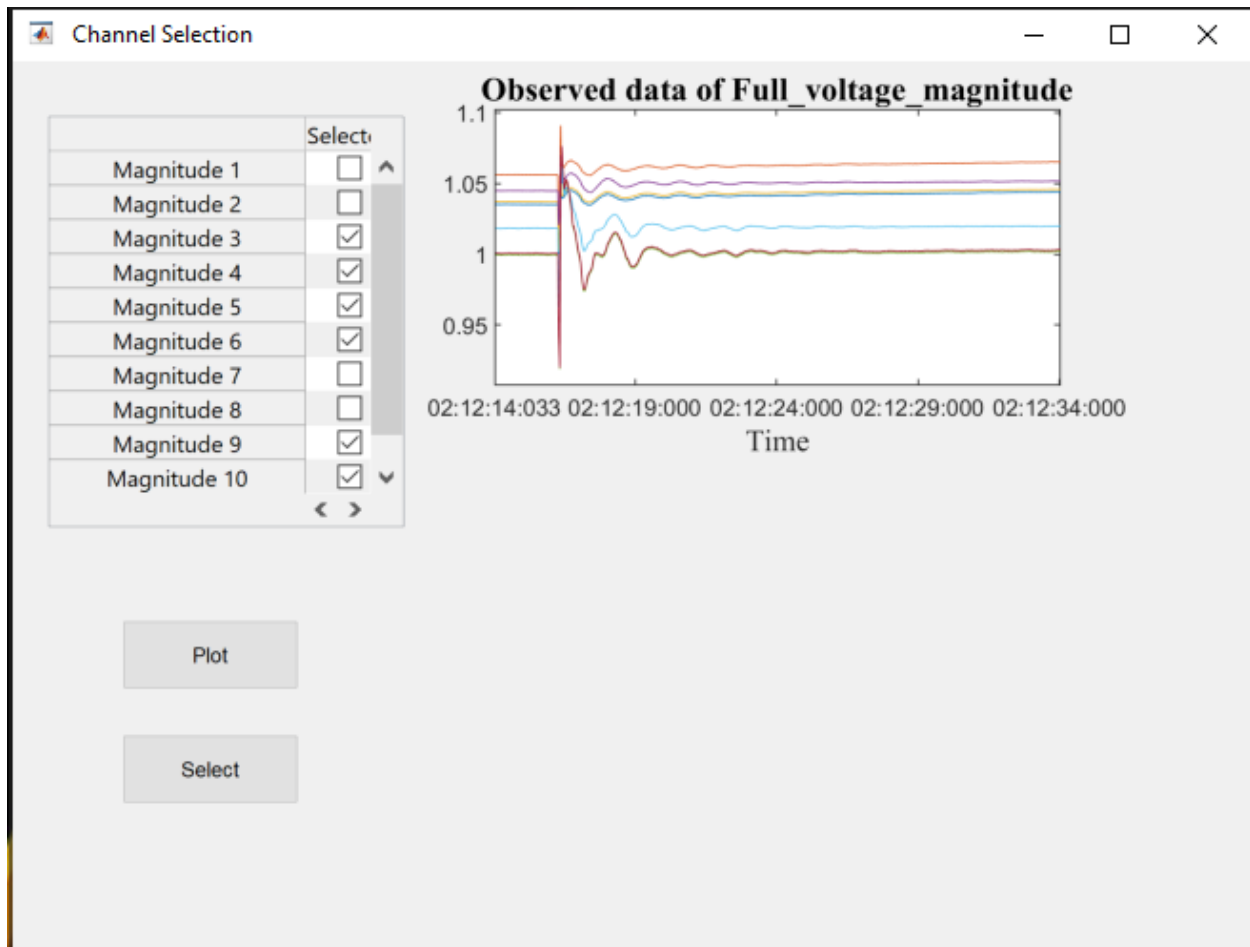 Channel Selection
Observed data of Full_voltage_magnitude
Selecte
Magnitude 1
Magnitude 2
Magnitude 3
Magnitude 4
Magnitude 5
Magnitude 6
Magnitude 7
Magnitude 8
Magnitude 9
Magnitude 10
1.1
1.05
1
0.95
02:12:14:033 02:12:19:000 02:12:24:000 02:12:29:000 02:12:34:000
Time
Plot
Select